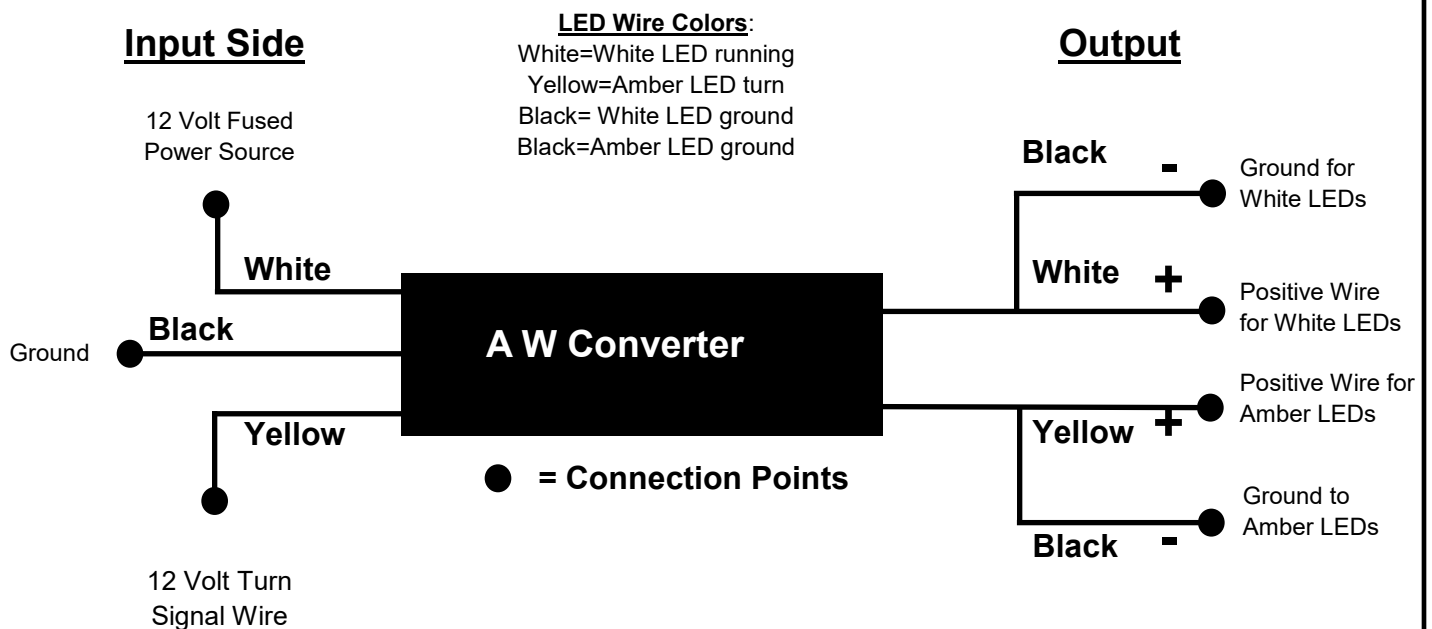 Input Side
LED Wire Colors:
White=White LED running
Yellow=Amber LED turn
Black= White LED ground
Black=Amber LED ground
Output
12 Volt Fused
Power Source
White
Ground
Black
Yellow
12 Volt Turn
Signal Wire
A W Converter
= Connection Points
Black
-
Ground for
White LEDs
White
+
Positive Wire
for White LEDs
Positive Wire for
Amber LEDs
Yellow
+
Ground to
Amber LEDs
Black
-